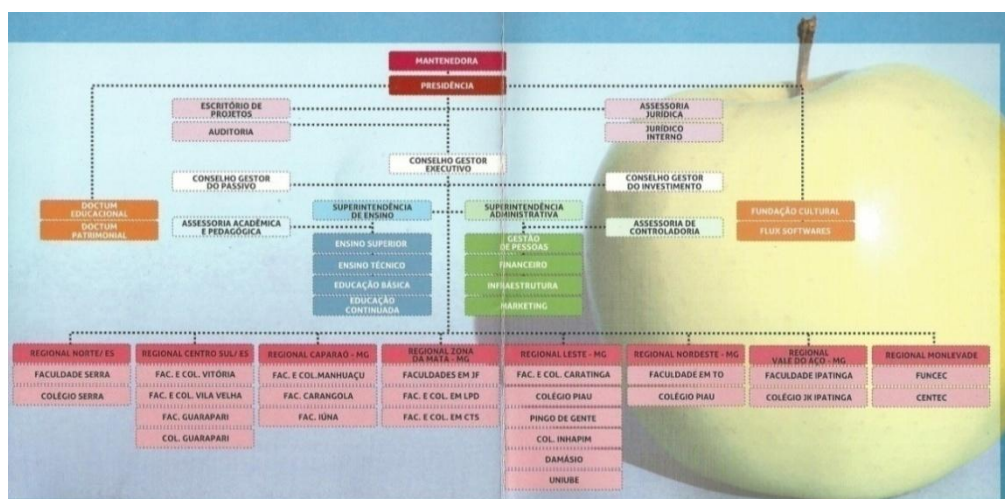 MANTENEDORA
PRESIDÊNCIA
ESCRITÓRIO DE
PROJETOS
AUDITORIA
ASSESSORIA
JURÍDICA
JURÍDICO
INTERNO
CONSELHO GESTOR
EXECUTIVO
CONSELHO GESTOR
DO PASSIVO
CONSELHO GESTOR
DO INVESTIMENTO
DOCTUM
EDUCACIONAL
DOCTUM
PATRIMONIAL
ASSESSORIA ACADÊMICA
E PEDAGÓGICA
SUPERINTENDÊNCIA
DE ENSINO
SUPERINTENDÊNCIA
ADMINISTRATIVA
ASSESSORIA DE
CONTROLADORIA
FUNDAÇÃO CULTURAL
FLUX SOFTWARES
ENSINO SUPERIOR
ENSINO TÉCNICO
EDUCAÇÃO BÁSICA
EDUCAÇÃO
CONTINUADA
GESTÃO
DE PESSOAS
FINANCEIRO
INFRAESTRUTURA
MARKETING
REGIONAL NORTE/ ES
FACULDADE SERRA
COLÉGIO SERRA
REGIONAL CENTRO SUL/ ES
FAC. E COL. VITÓRIA
FAC. E COL. VILA VELHA
FAC. GUARAPARI
COL. GUARAPARI
REGIONAL CAPARAÓ - MG
FAC. E COL.MANHUAÇU
FAC. CARANGOLA
FAC. IÚNA
REGIONAL ZONA
DA MATA - MG
FACULDADES EM JF
FAC. E COL. EM LPD
FAC. E COL. EM CTS
REGIONAL LESTE - MG
FAC. E COL. CARATINGA
COLÉGIO PIAU
PINGO DE GENTE
COL. INHAPIM
DAMÁSIO
UNIUBE
REGIONAL NORDESTE - MG
FACULDADE EM TO
COLÉGIO PIAU
REGIONAL
VALE DO AÇO - MG
FACULDADE IPATINGA
COLÉGIO JK IPATINGA
REGIONAL MONLEVADE
FUNCEC
CENTEC